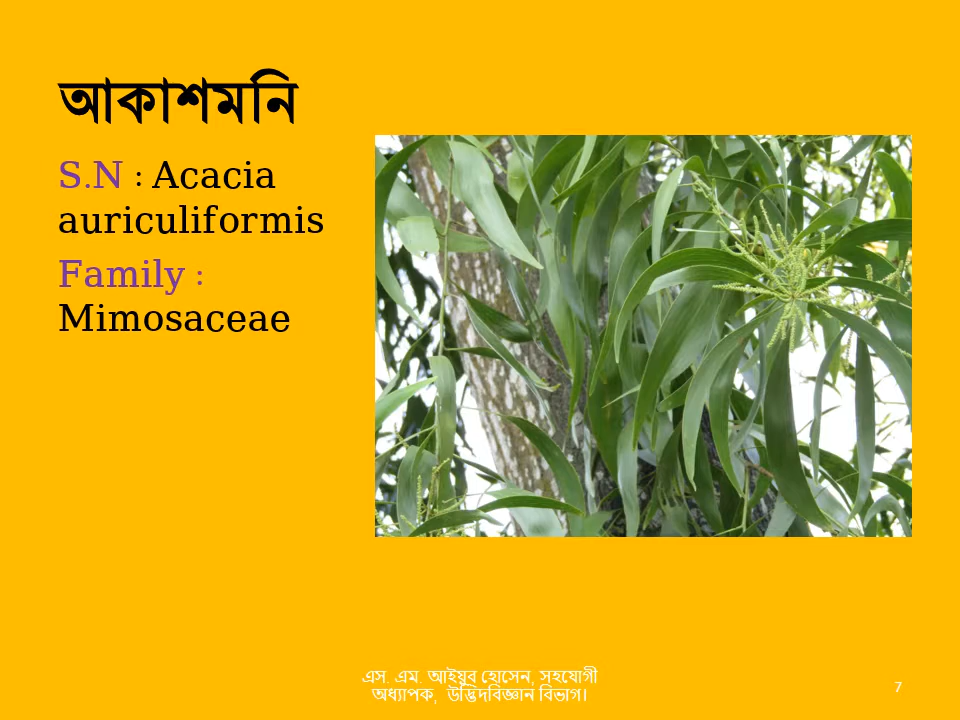 আকাশমনি
S.N : Acacia
auriculiformis
Family :
Mimosaceae
এস. এম. আইয়ুব হোসেন, সহযোগী
অধ্যাপক, উদ্ভিদবিজ্ঞান বিভাগ।
7